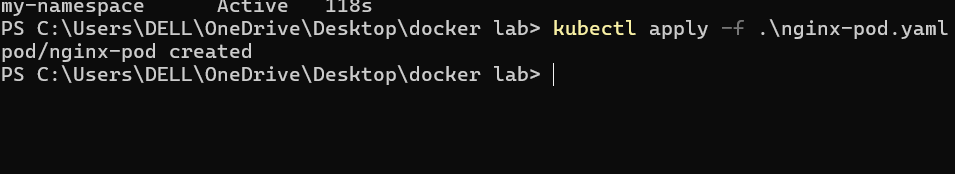 my-namespace Active 118s
PS C:\Users\DELL\OneDrive\Desktop\docker lab> kubectl apply -f .\nginx-pod.yaml
pod/nginx-pod created
PS C:\Users\DELL\OneDrive\Desktop\docker lab>